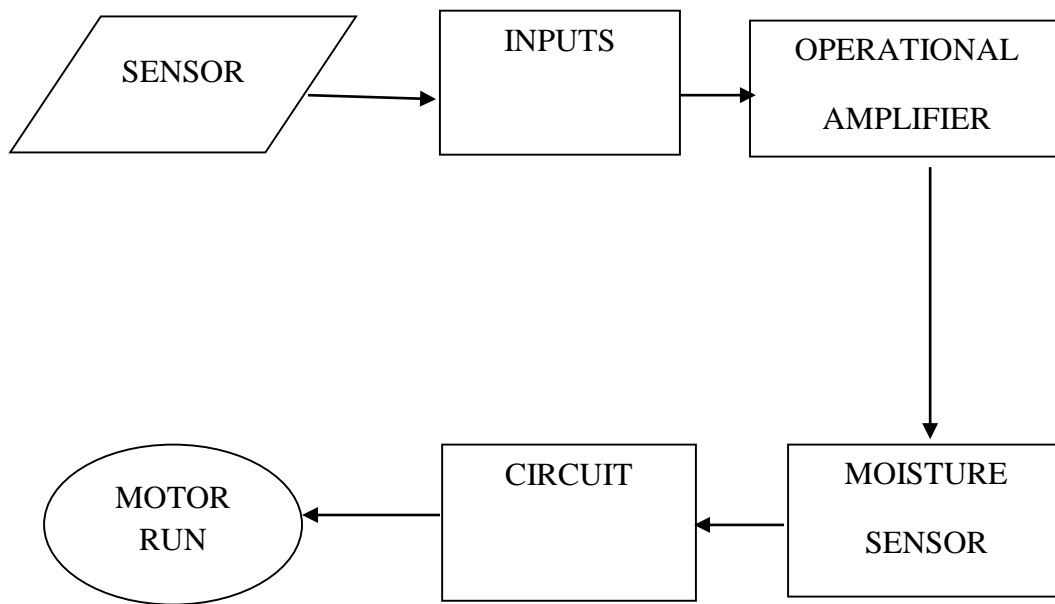 SENSOR
INPUTS
OPERATIONAL
AMPLIFIER
MOISTURE
SENSOR
CIRCUIT
MOTOR
RUN